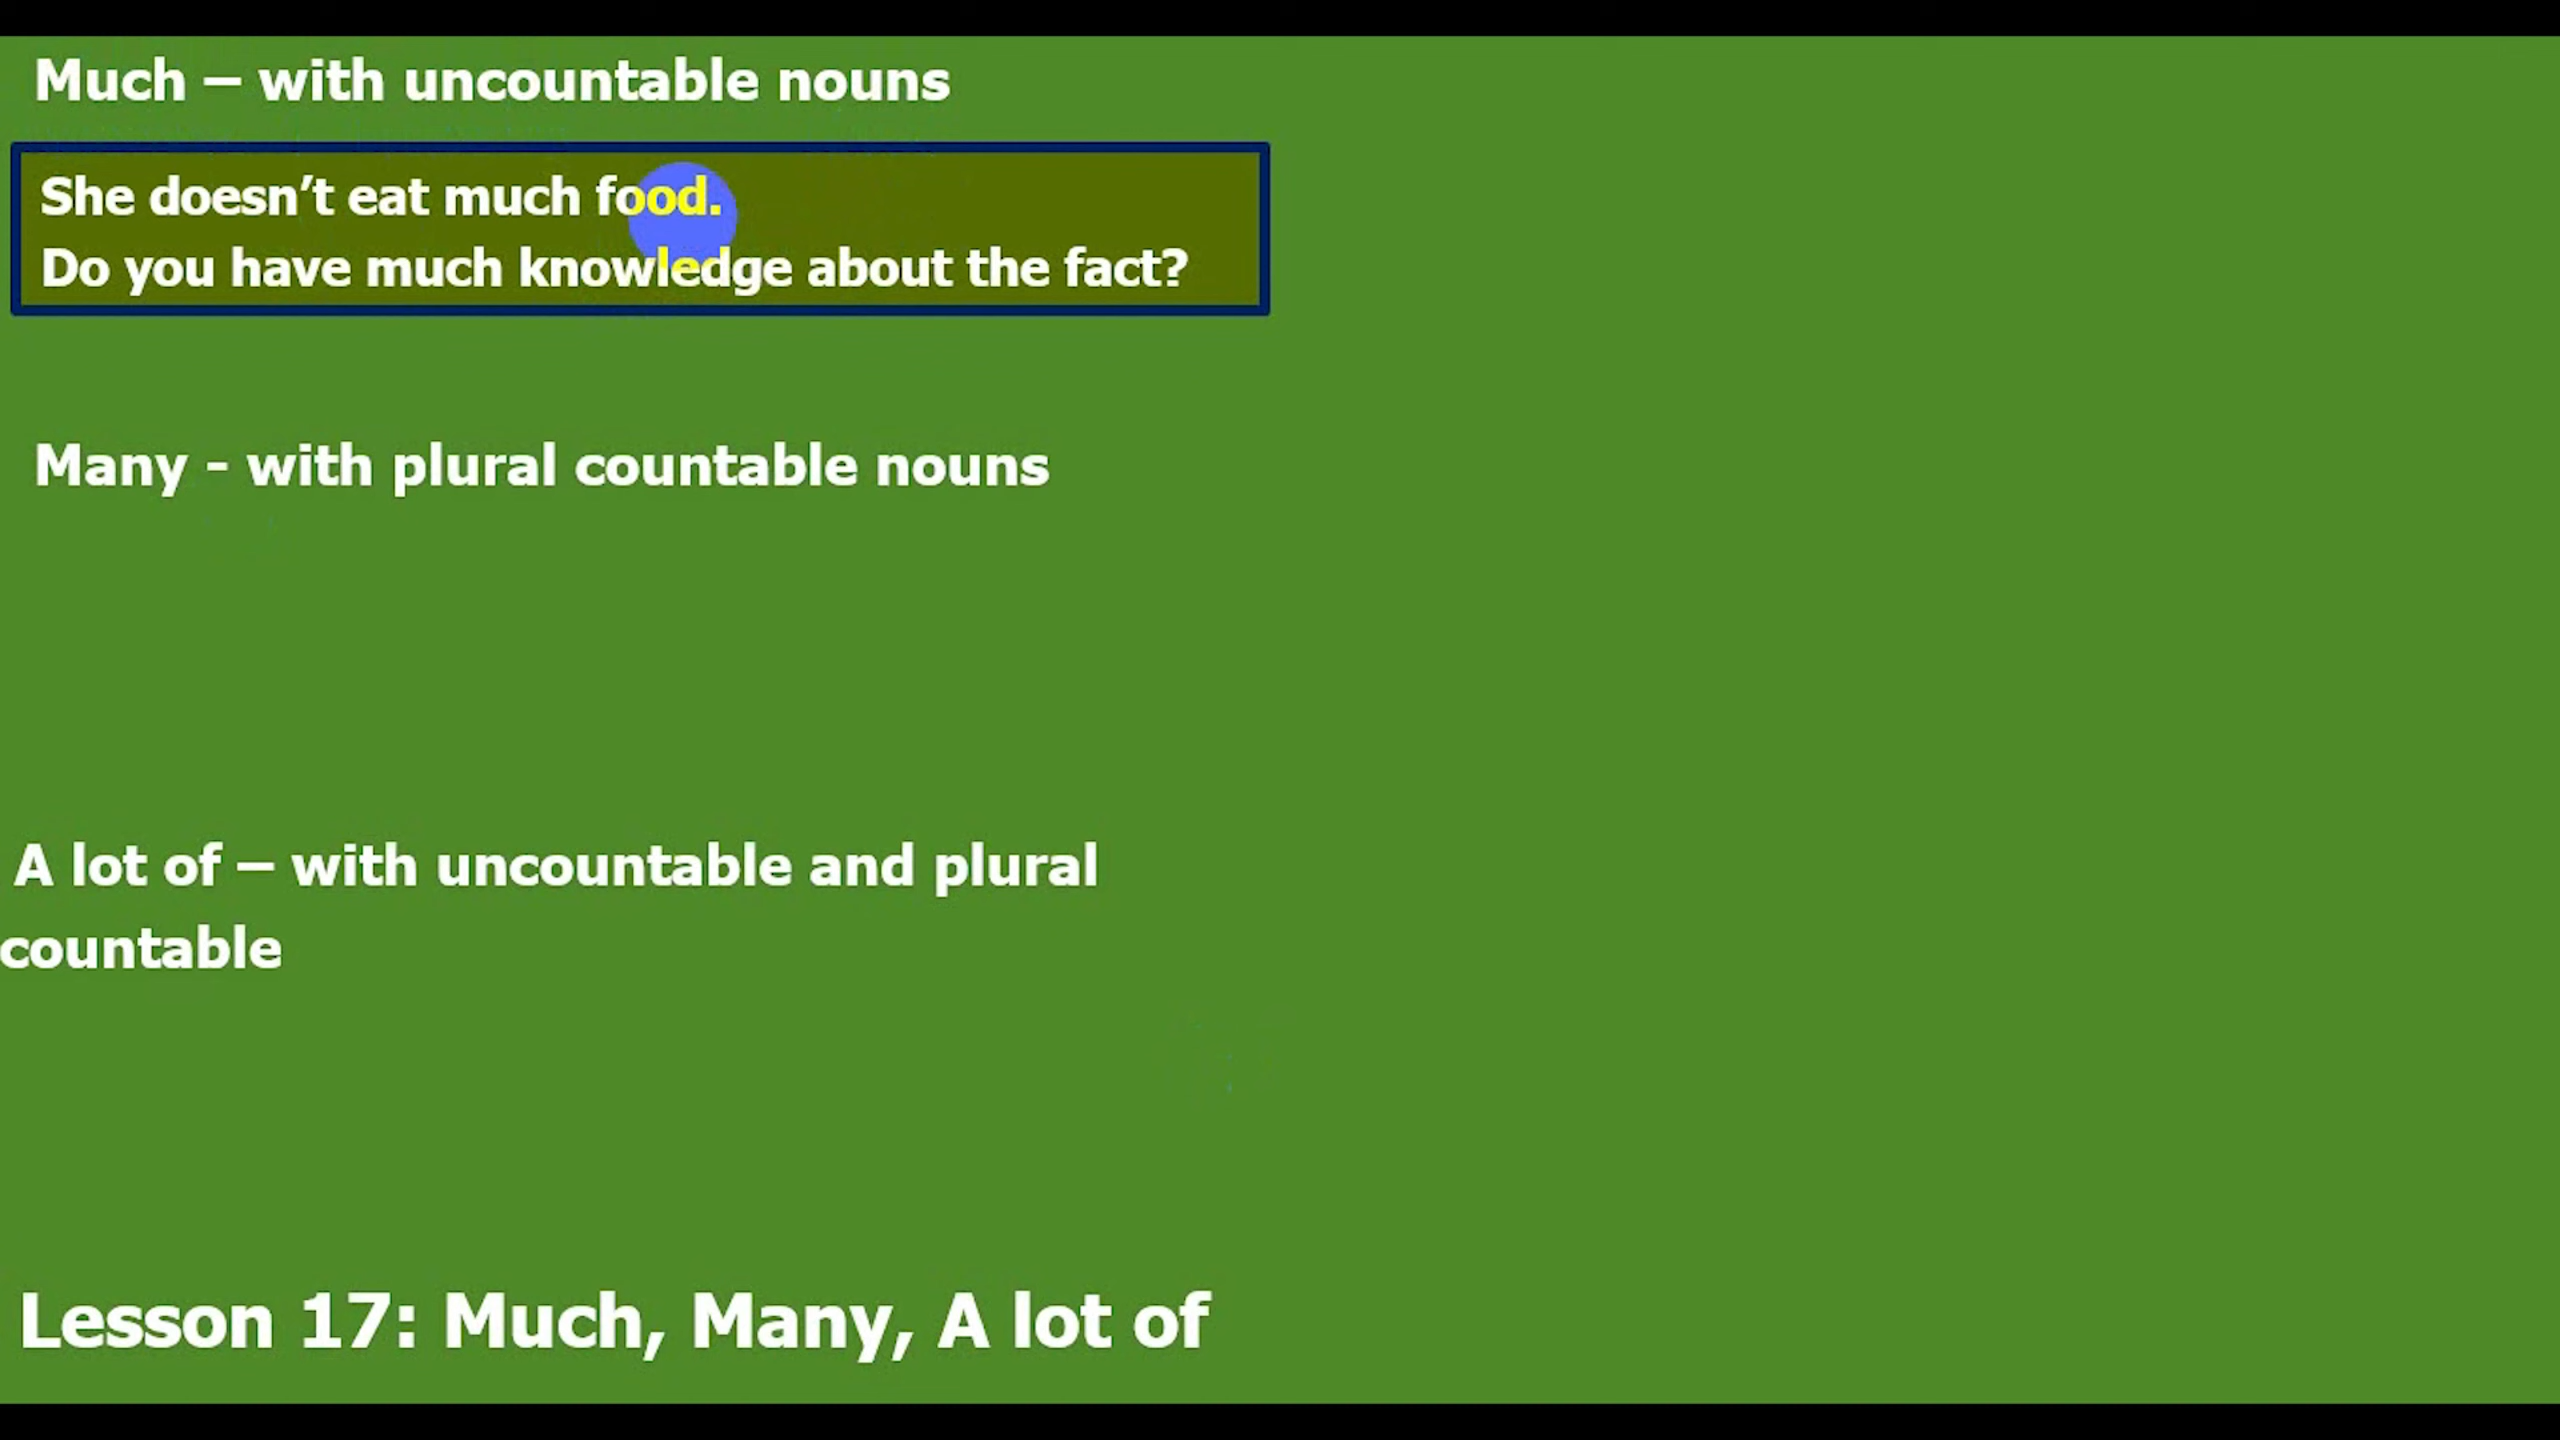 Much – with uncountable nouns
She doesn’t eat much food.
Do you have much knowledge about the fact?
Many - with plural countable nouns
A lot of – with uncountable and plural
countable
Lesson 17: Much, Many, A lot of